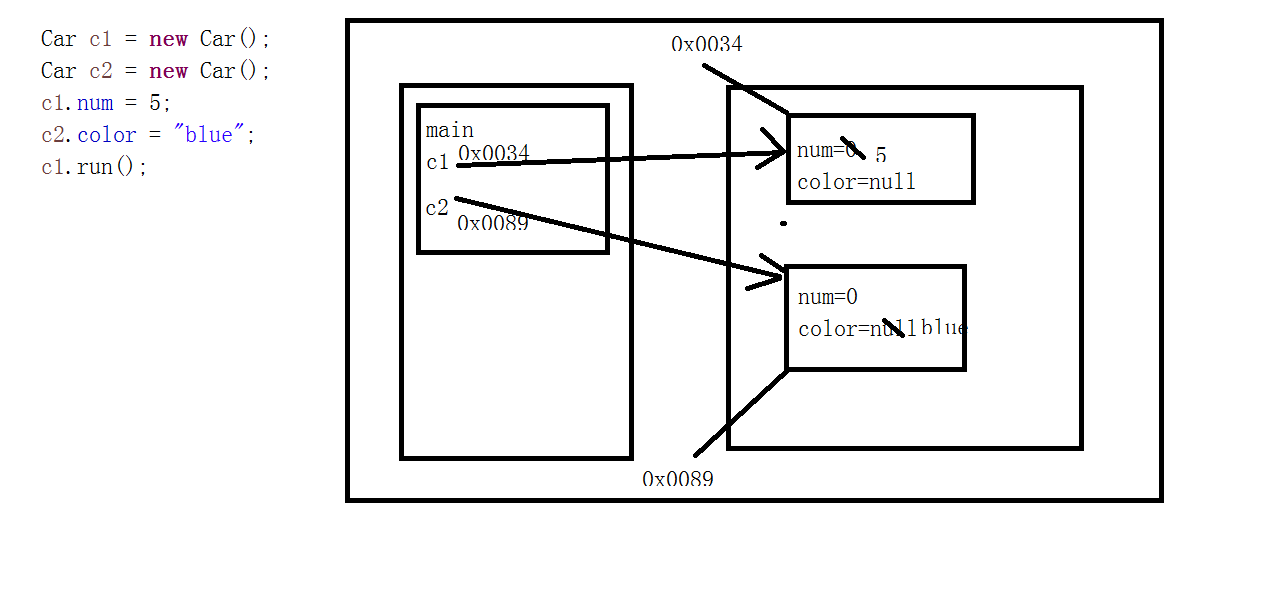 Car c1 = new Car();
Car c2 = new Car();
c1.num = 5;
c2.color = "blue";
c1.run();
0x0034
main
c1 0x0034
c2
0x0089
num=0 5
color=null
num=0
color=null blue
0x0089